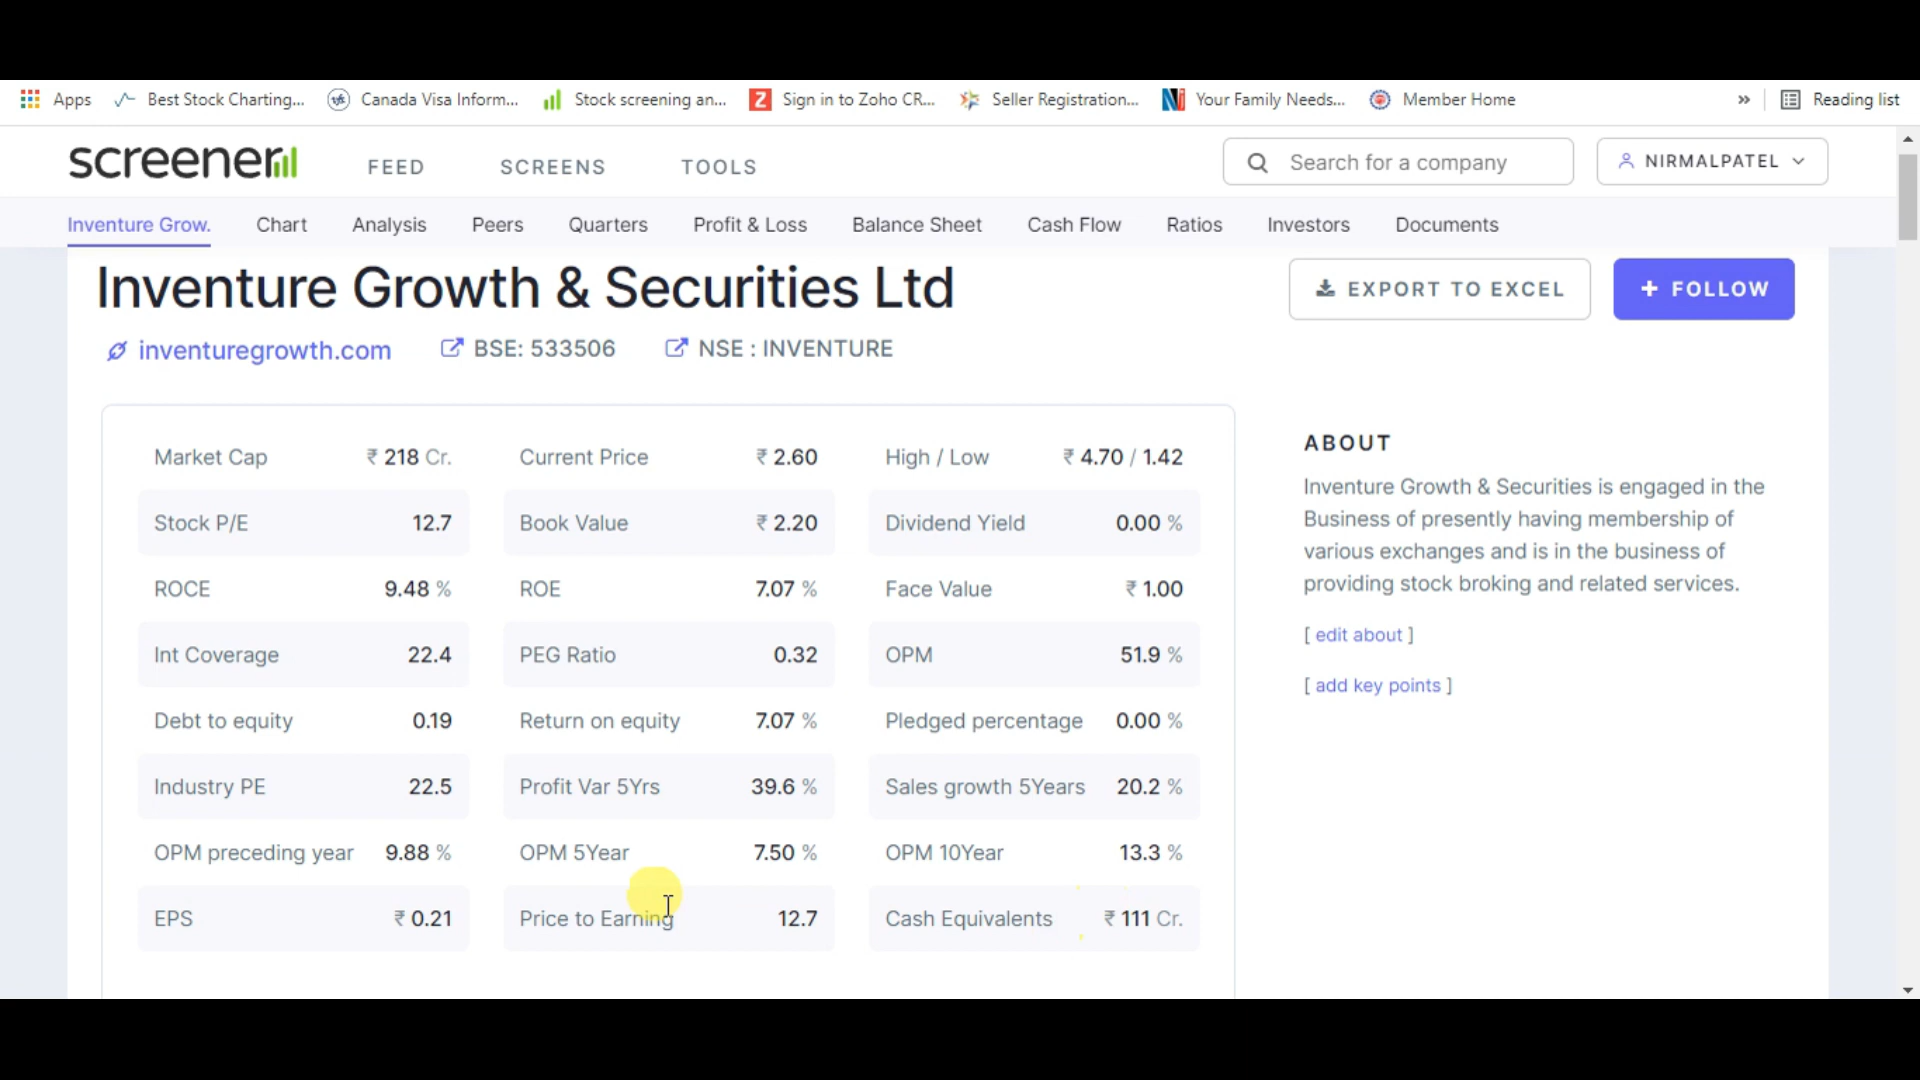 Apps Best Stock Charting... Canada Visa Inform... Stock screening an... Sign in to Zoho CR... Seller Registration... Your Family Needs... Member Home » Reading list
screener FEED SCREENS TOOLS Search for a company NIRMALPATEL
Inventure Grow. Chart Analysis Peers Quarters Profit & Loss Balance Sheet Cash Flow Ratios Investors Documents
Inventure Growth & Securities Ltd EXPORT TO EXCEL + FOLLOW
inventuregrowth.com BSE: 533506 NSE : INVENTURE
Market Cap ₹ 218 Cr. Current Price ₹ 2.60 High / Low ₹ 4.70 / 1.42
Stock P/E 12.7 Book Value ₹ 2.20 Dividend Yield 0.00 %
ROCE 9.48 % ROE 7.07 % Face Value ₹ 1.00
Int Coverage 22.4 PEG Ratio 0.32 OPM 51.9 %
Debt to equity 0.19 Return on equity 7.07 % Pledged percentage 0.00 %
Industry PE 22.5 Profit Var 5Yrs 39.6 % Sales growth 5Years 20.2 %
OPM preceding year 9.88 % OPM 5Year 7.50 % OPM 10Year 13.3 %
EPS ₹ 0.21 Price to Earning 12.7 Cash Equivalents ₹ 111 Cr.
ABOUT
Inventure Growth & Securities is engaged in the
Business of presently having membership of
various exchanges and is in the business of
providing stock broking and related services.
[ edit about ]
[ add key points ]